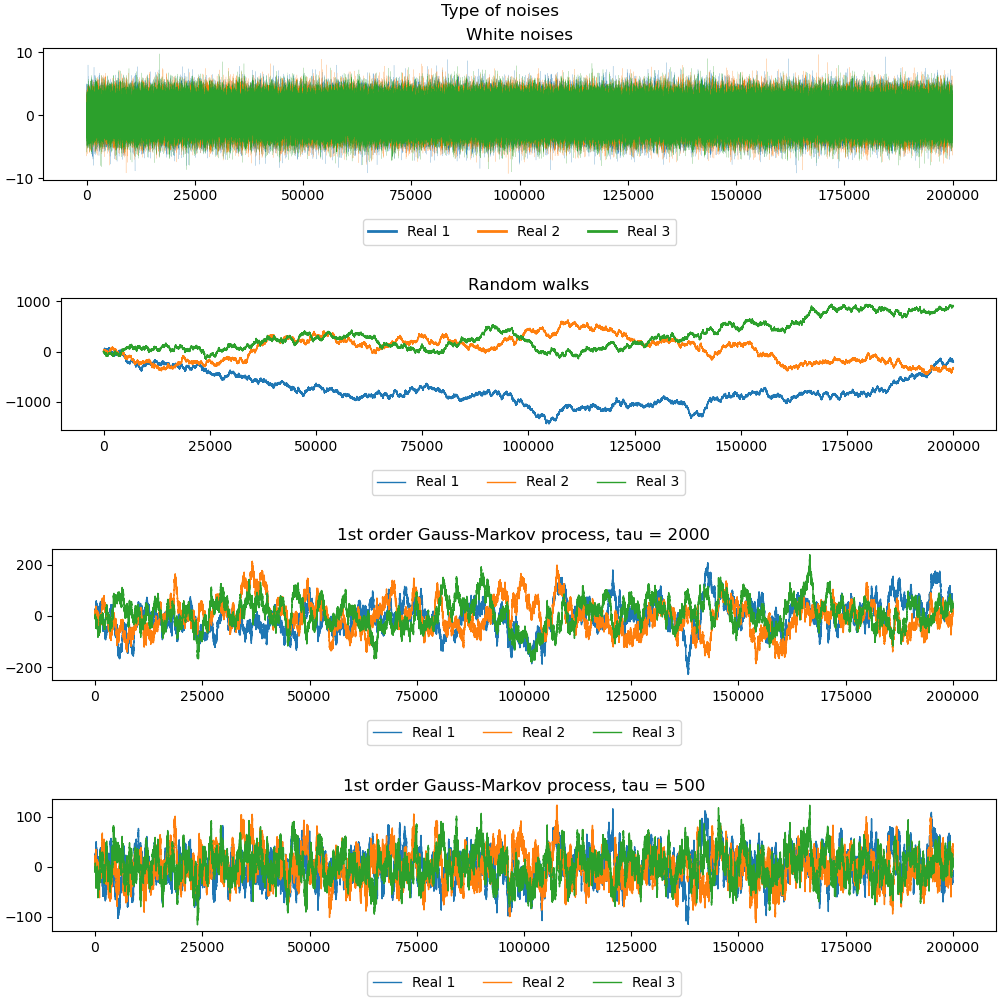 Type of noises
White noises
10
0
−10
0 25000 50000 75000 100000 125000 150000 175000 200000
Real 1 Real 2 Real 3
Random walks
1000
0
−1000
0 25000 50000 75000 100000 125000 150000 175000 200000
Real 1 Real 2 Real 3
1st order Gauss-Markov process, tau = 2000
200
0
−200
0 25000 50000 75000 100000 125000 150000 175000 200000
Real 1 Real 2 Real 3
1st order Gauss-Markov process, tau = 500
100
0
−100
0 25000 50000 75000 100000 125000 150000 175000 200000
Real 1 Real 2 Real 3